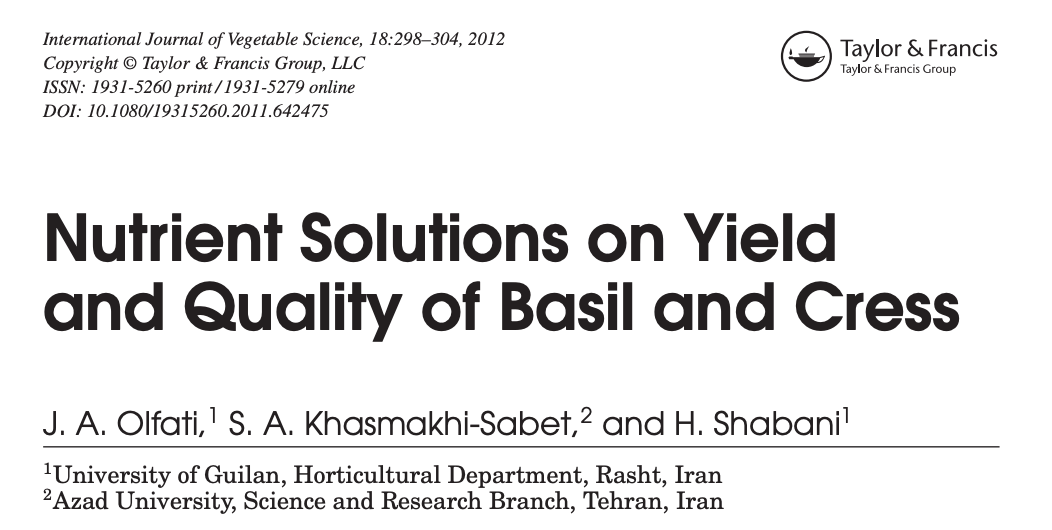 International Journal of Vegetable Science, 18:298–304, 2012
Copyright © Taylor & Francis Group, LLC
ISSN: 1931-5260 print / 1931-5279 online
DOI: 10.1080/19315260.2011.642475
Taylor & Francis
Taylor & Francis Group
Nutrient Solutions on Yield
and Quality of Basil and Cress
J. A. Olfati,¹ S. A. Khasmakhi-Sabet,² and H. Shabani¹
¹University of Guilan, Horticultural Department, Rasht, Iran
²Azad University, Science and Research Branch, Tehran, Iran